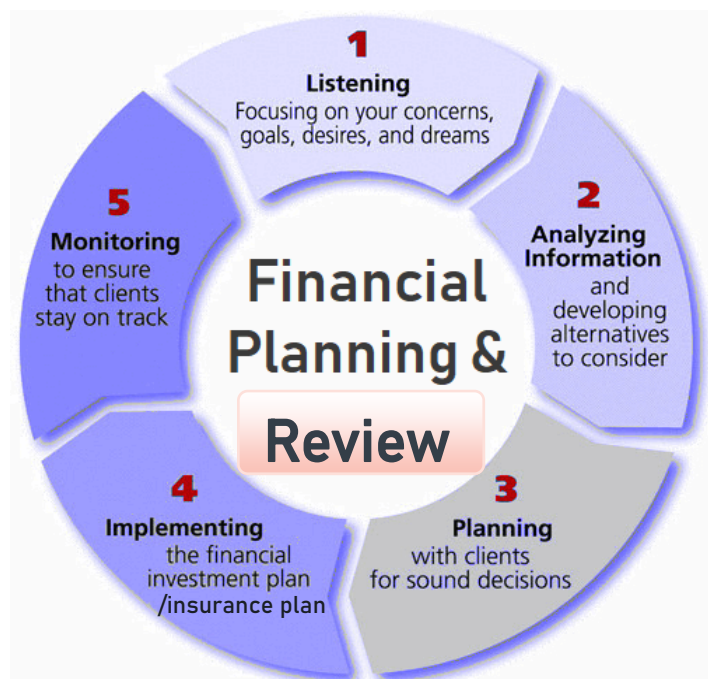 1
Listening
Focusing on your concerns,
goals, desires, and dreams
2
Analyzing
Information
and
developing
alternatives
to consider
3
Planning
with clients
for sound decisions
4
Implementing
the financial
investment plan
/insurance plan
5
Monitoring
to ensure
that clients
stay on track
Financial
Planning &
Review